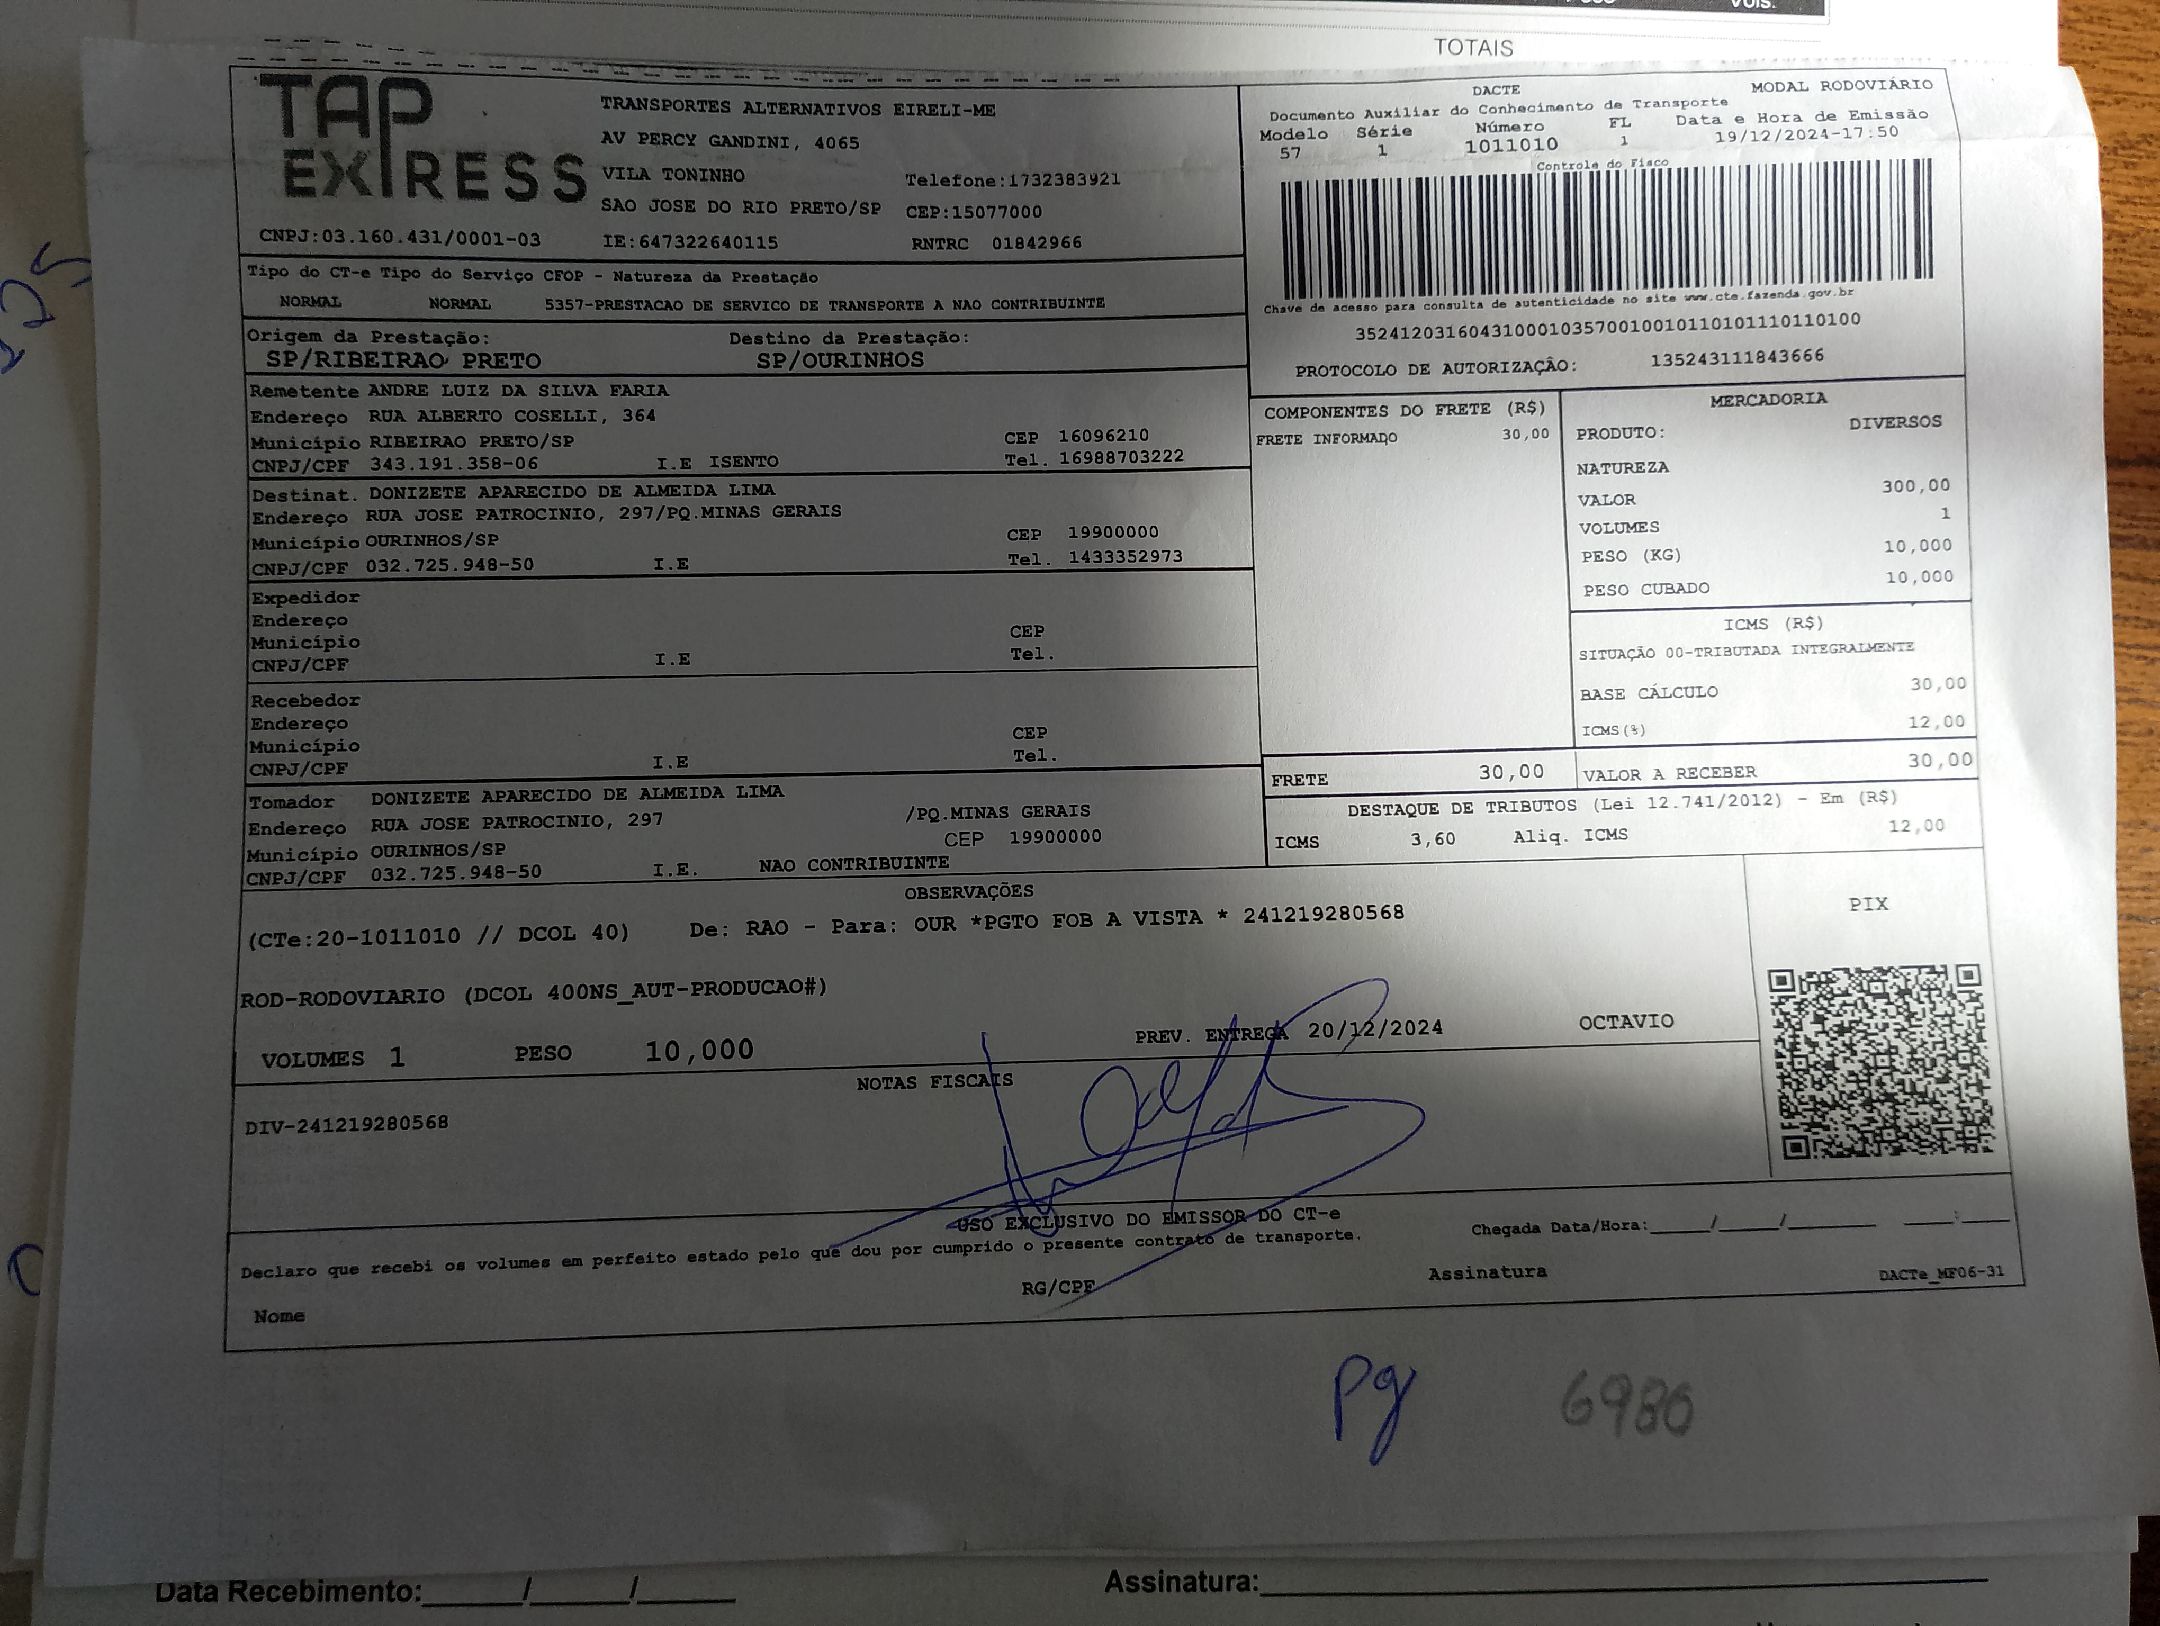 VOLS.
TOTAIS
TAP EXPRESS
TRANSPORTES ALTERNATIVOS EIRELI-ME
AV PERCY GANDINI, 4065
VILA TONINHO Telefone:1732383921
SAO JOSE DO RIO PRETO/SP CEP:15077000
CNPJ:03.160.431/0001-03 IE:647322640115 RNTRC 01842966
DACTE MODAL RODOVIÁRIO
Documento Auxiliar do Conhecimento de Transporte
Modelo Série Número FL Data e Hora de Emissão
57 1 1011010 1 19/12/2024-17:50
Controle do Fisco
Chave de acesso para consulta de autenticidade no site www.cte.fazenda.gov.br
35241203160431000103570010010110101110110100
PROTOCOLO DE AUTORIZAÇÃO: 135243111843666
Tipo do CT-e Tipo do Serviço CFOP - Natureza da Prestação
NORMAL NORMAL 5357-PRESTACAO DE SERVICO DE TRANSPORTE A NAO CONTRIBUINTE
Origem da Prestação: Destino da Prestação:
SP/RIBEIRAO PRETO SP/OURINHOS
Remetente ANDRE LUIZ DA SILVA FARIA
Endereço RUA ALBERTO COSELLI, 364
Município RIBEIRAO PRETO/SP CEP 16096210
CNPJ/CPF 343.191.358-06 I.E ISENTO Tel. 16988703222
Destinat. DONIZETE APARECIDO DE ALMEIDA LIMA
Endereço RUA JOSE PATROCINIO, 297/PQ.MINAS GERAIS
Município OURINHOS/SP CEP 19900000
CNPJ/CPF 032.725.948-50 I.E Tel. 1433352973
Expedidor
Endereço
Município CEP
CNPJ/CPF I.E Tel.
Recebedor
Endereço
Município CEP
CNPJ/CPF I.E Tel.
Tomador DONIZETE APARECIDO DE ALMEIDA LIMA
Endereço RUA JOSE PATROCINIO, 297 /PQ.MINAS GERAIS
Município OURINHOS/SP CEP 19900000
CNPJ/CPF 032.725.948-50 I.E. NAO CONTRIBUINTE
COMPONENTES DO FRETE (R$)
FRETE INFORMADO 30,00
MERCADORIA
PRODUTO: DIVERSOS
NATUREZA
VALOR 300,00
VOLUMES 1
PESO (KG) 10,000
PESO CUBADO 10,000
ICMS (R$)
SITUAÇÃO 00-TRIBUTADA INTEGRALMENTE
BASE CÁLCULO 30,00
ICMS(%) 12,00
FRETE 30,00 VALOR A RECEBER 30,00
DESTAQUE DE TRIBUTOS (Lei 12.741/2012) - Em (R$)
ICMS 3,60 Aliq. ICMS 12,00
OBSERVAÇÕES
(CTe:20-1011010 // DCOL 40) De: RAO - Para: OUR *PGTO FOB A VISTA * 241219280568
PIX
ROD-RODOVIARIO (DCOL 400NS_AUT-PRODUCAO#)
VOLUMES 1 PESO 10,000 PREV. ENTREGA 20/12/2024 OCTAVIO
NOTAS FISCAIS
DIV-241219280568
USO EXCLUSIVO DO EMISSOR DO CT-e
Declaro que recebi os volumes em perfeito estado pelo que dou por cumprido o presente contrato de transporte. Chegada Data/Hora:_____/_____/________ ____:____
Nome RG/CPF Assinatura DACTe_MF06-31
pg 6980
Data Recebimento:______/______/______ Assinatura:____________________